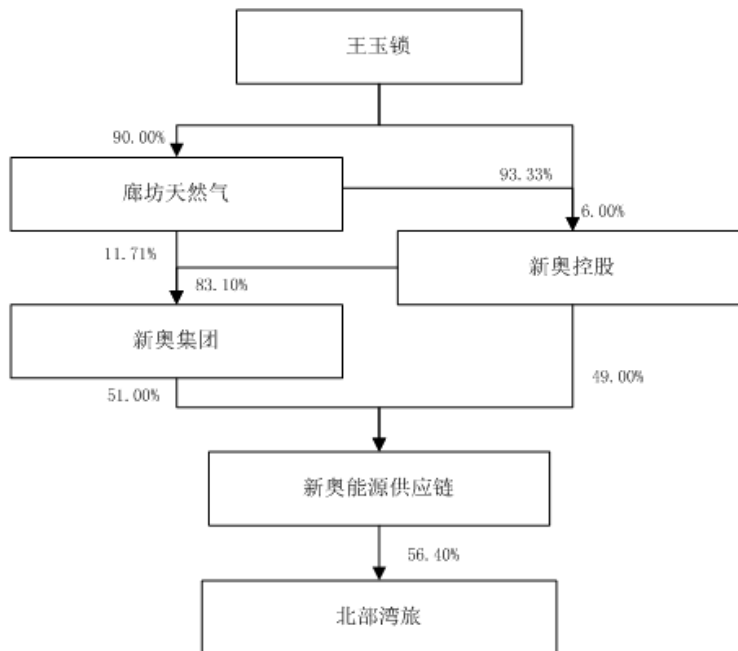 王玉锁
90.00%
廊坊天然气
93.33%
6.00%
11.71%
新奥控股
83.10%
新奥集团
51.00%
49.00%
新奥能源供应链
56.40%
北部湾旅